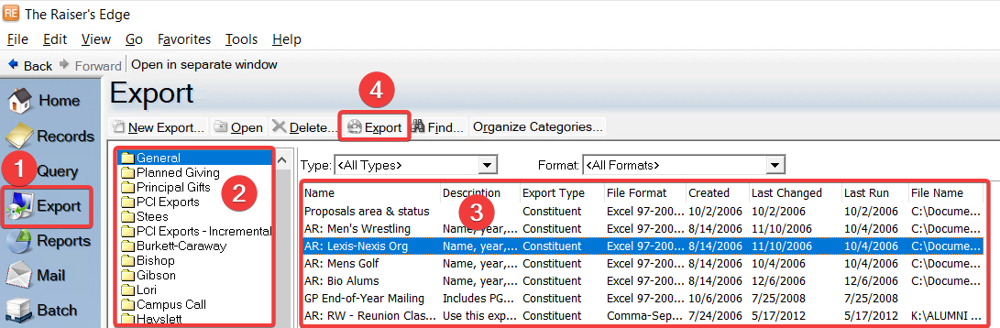 RE The Raiser's Edge
File Edit View Go Favorites Tools Help
Back Forward Open in separate window
Home
Records
1 Query
Export
Reports
Mail
Batch
Export
4
New Export... Open Delete... Export Find... Organize Categories...
General
Planned Giving
Principal Gifts
PCI Exports
Stees
PCI Exports - Incremental
Burkett-Caraway
Bishop
Gibson
Lori
Campus Call
Hayslett
2
Type: <All Types> Format: <All Formats>
Name Description Export Type File Format Created Last Changed Last Run File Name
Proposals area & status Constituent Excel 97-200... 10/2/2006 10/2/2006 10/2/2006 C:\Docume...
AR: Men's Wrestling Name, year,... Constituent Excel 97-200... 8/14/2006 11/10/2006 10/4/2006 C:\Docume...
AR: Lexis-Nexis Org Name, year,... Constituent Excel 97-200... 8/14/2006 11/10/2006 10/4/2006 C:\Docume...
AR: Mens Golf Name, year,... Constituent Excel 97-200... 8/14/2006 10/4/2006 10/4/2006 C:\Docume...
AR: Bio Alums Name, year,... Constituent Excel 97-200... 8/14/2006 12/6/2006 12/6/2006 C:\Docume...
GP End-of-Year Mailing Includes PG... Constituent Excel 97-200... 10/6/2006 7/25/2008 7/25/2008
AR: RW - Reunion Clas... Use this exp... Constituent Comma-Sep... 7/24/2006 5/17/2012 5/17/2012 K:\ALUMNI ...
3